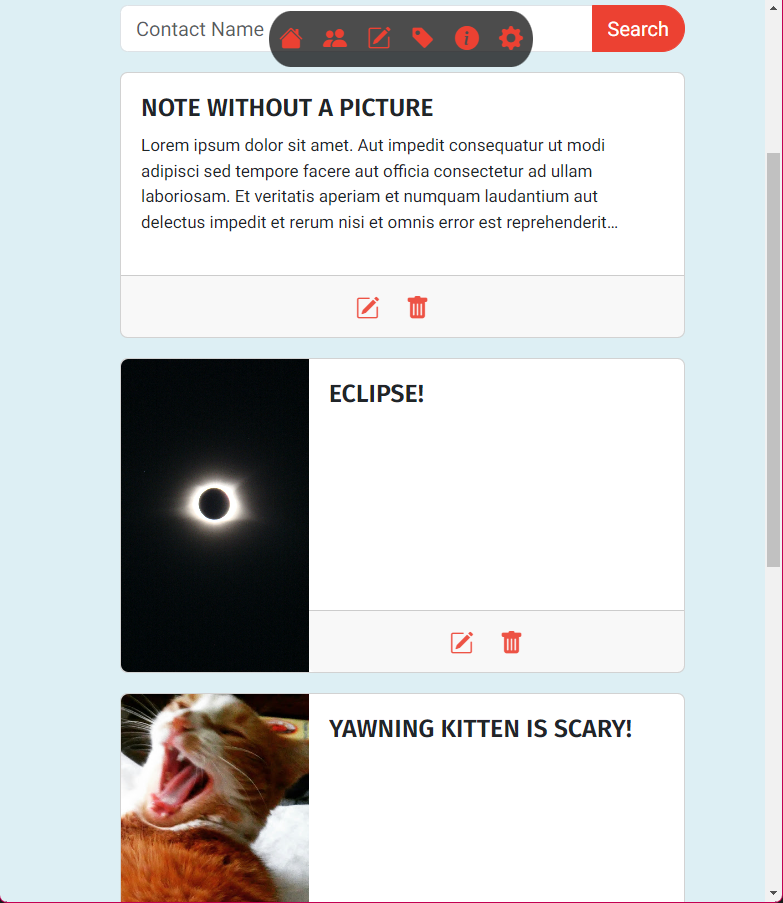 Contact Name
Search
NOTE WITHOUT A PICTURE
Lorem ipsum dolor sit amet. Aut impedit consequatur ut modi
adipisci sed tempore facere aut officia consectetur ad ullam
laboriosam. Et veritatis aperiam et numquam laudantium aut
delectus impedit et rerum nisi et omnis error est reprehenderit...
ECLIPSE!
YAWNING KITTEN IS SCARY!